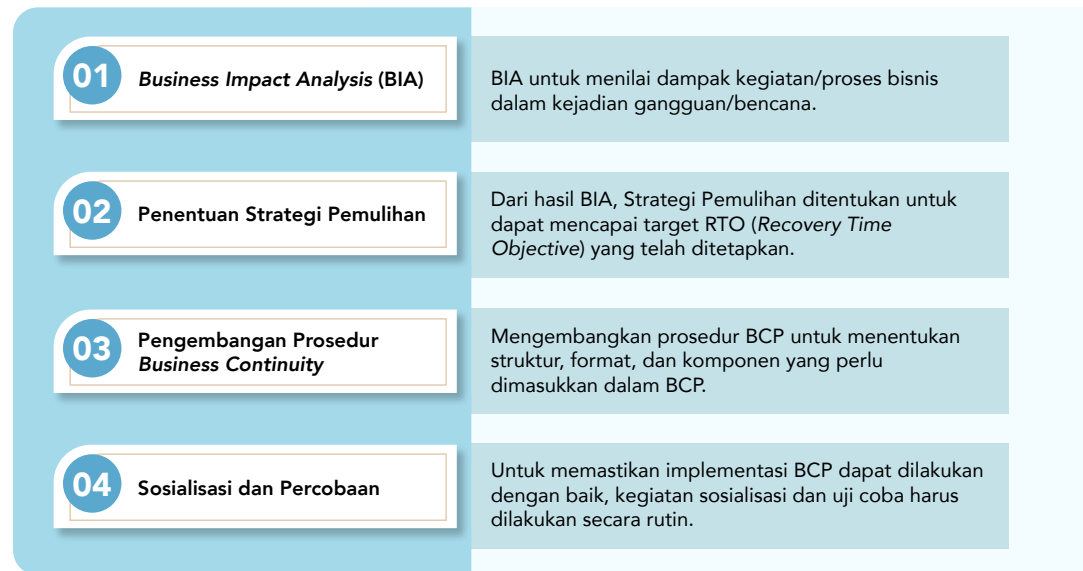 01
Business Impact Analysis (BIA)
BIA untuk menilai dampak kegiatan/proses bisnis
dalam kejadian gangguan/bencana.
02
Penentuan Strategi Pemulihan
Dari hasil BIA, Strategi Pemulihan ditentukan untuk
dapat mencapai target RTO (Recovery Time
Objective) yang telah ditetapkan.
03
Pengembangan Prosedur
Business Continuity
Mengembangkan prosedur BCP untuk menentukan
struktur, format, dan komponen yang perlu
dimasukkan dalam BCP.
04
Sosialisasi dan Percobaan
Untuk memastikan implementasi BCP dapat dilakukan
dengan baik, kegiatan sosialisasi dan uji coba harus
dilakukan secara rutin.